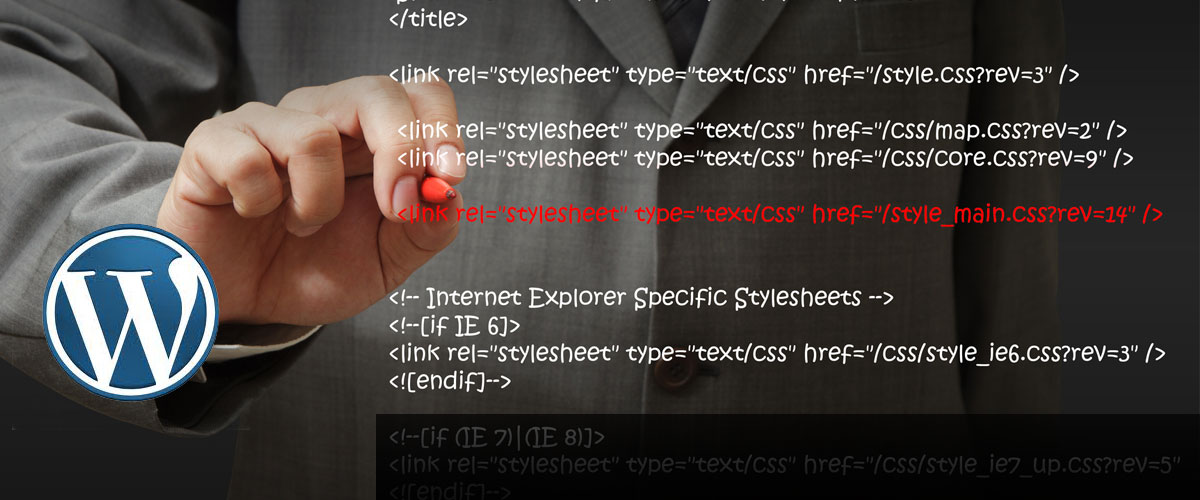 </title>
<link rel="stylesheet" type="text/css" href="/style.css?rev=3" />
<link rel="stylesheet" type="text/css" href="/css/map.css?rev=2" />
<link rel="stylesheet" type="text/css" href="/css/core.css?rev=9" />
<link rel="stylesheet" type="text/css" href="/style_main.css?rev=14" />
<!-- Internet Explorer Specific Stylesheets -->
<!--[if IE 6]>
<link rel="stylesheet" type="text/css" href="/css/style_ie6.css?rev=3" />
<![endif]-->
<!--[if (IE 7)|(IE 8)]>
<link rel="stylesheet" type="text/css" href="/css/style_ie7_up.css?rev=5"
<![endif]-->
W